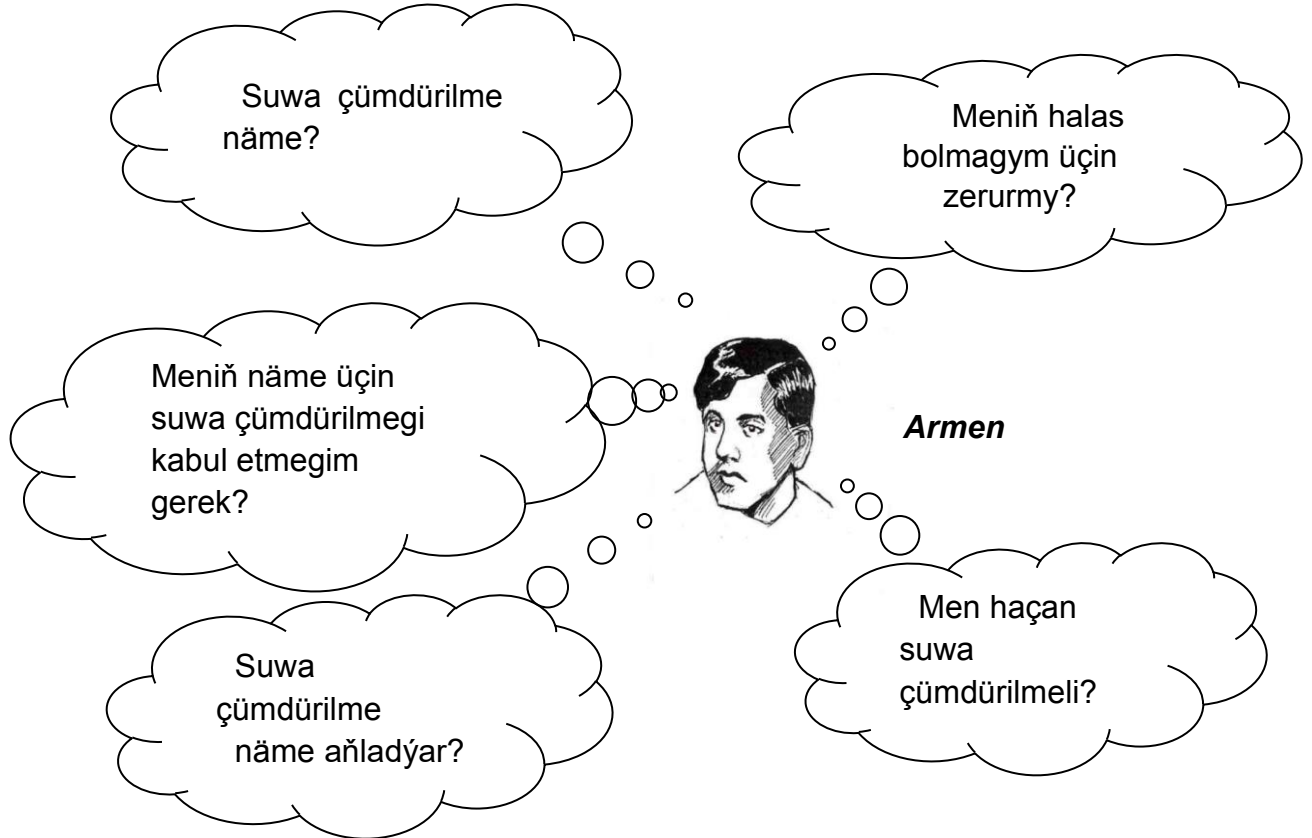 Suwa çümdürilme
näme?
Meniň halas
bolmagym üçin
zerurmy?
Meniň näme üçin
suwa çümdürilmegi
kabul etmegim
gerek?
Armen
Suwa
çümdürilme
näme aňladýar?
Men haçan
suwa
çümdürilmeli?